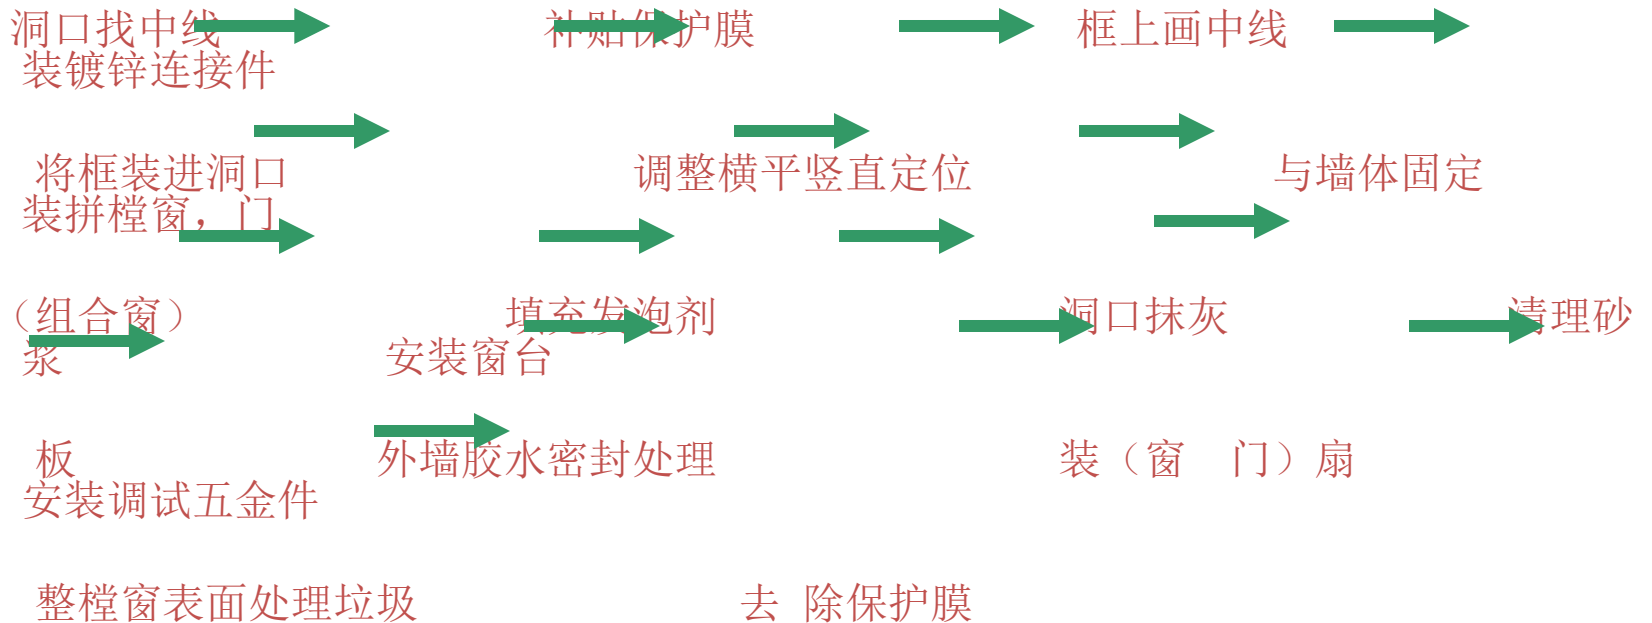 洞口找中线 补贴保护膜 框上画中线
装镀锌连接件
将框装进洞口 调整横平竖直定位 与墙体固定
装拼樘窗，门
（组合窗） 填充发泡剂 洞口抹灰 清理砂
浆 安装窗台
板 外墙胶水密封处理 装（窗 门）扇
安装调试五金件
整樘窗表面处理垃圾 去 除保护膜